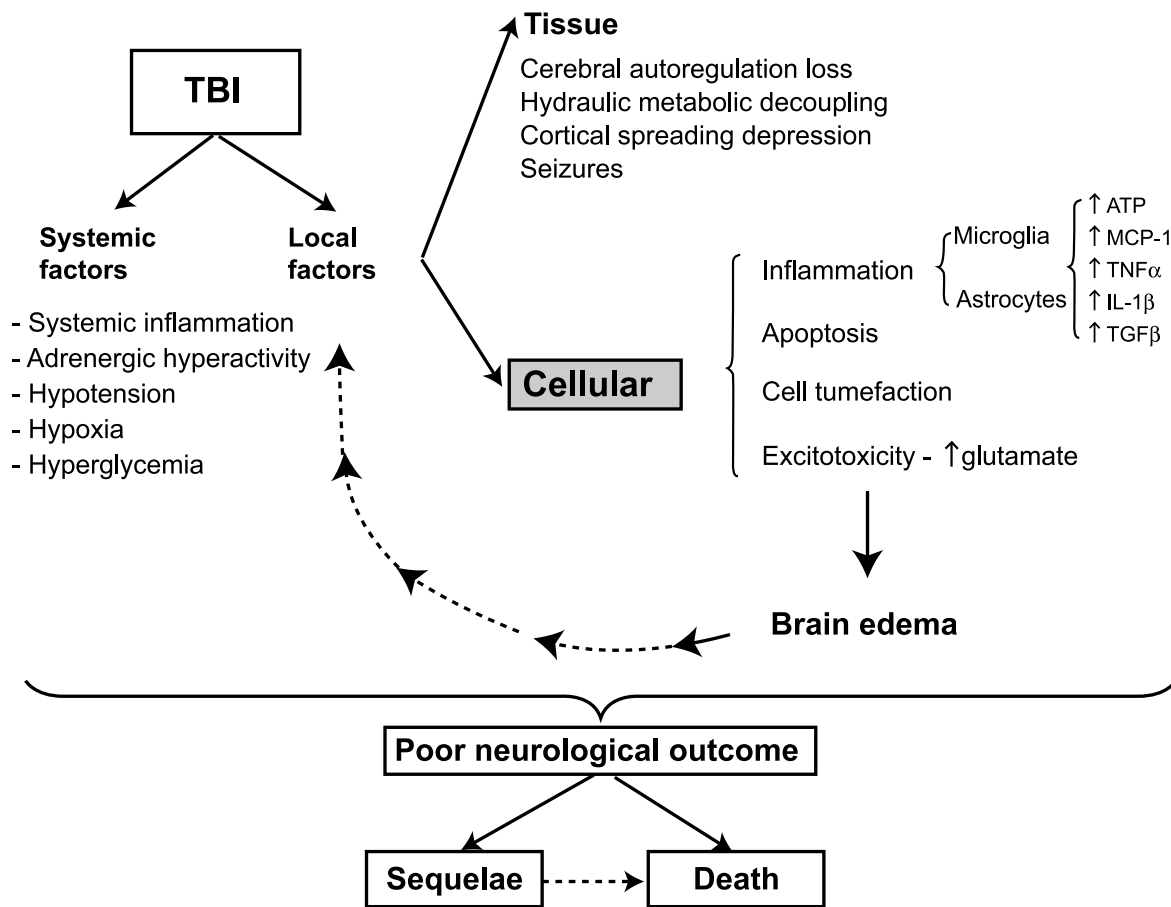 TBI
Systemic
factors
Local
factors
- Systemic inflammation
- Adrenergic hyperactivity
- Hypotension
- Hypoxia
- Hyperglycemia
Tissue
Cerebral autoregulation loss
Hydraulic metabolic decoupling
Cortical spreading depression
Seizures
Cellular
Inflammation
Microglia
Astrocytes
↑ ATP
↑ MCP-1
↑ TNFα
↑ IL-1β
↑ TGFβ
Apoptosis
Cell tumefaction
Excitotoxicity - ↑glutamate
Brain edema
Poor neurological outcome
Sequelae
Death